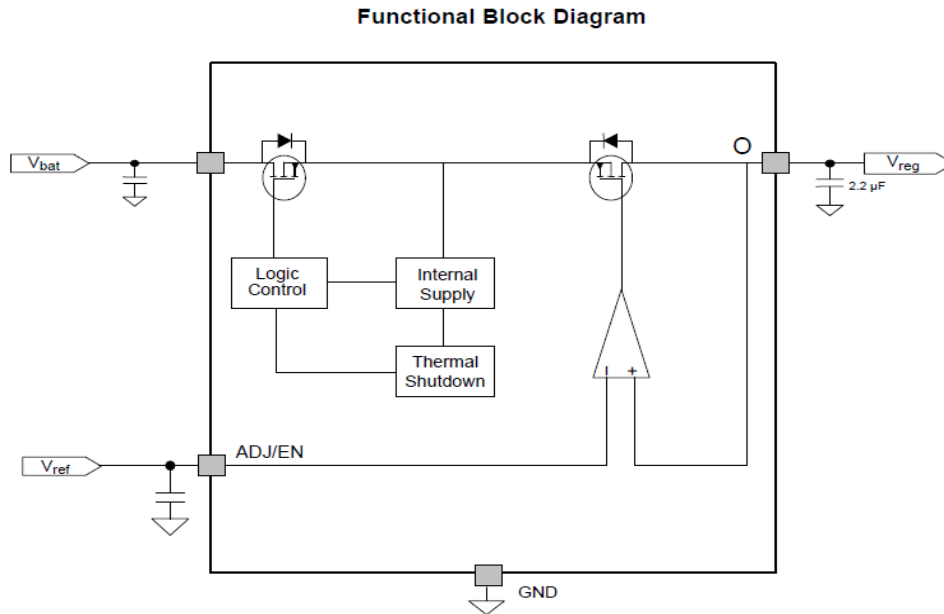 Functional Block Diagram
Vbat
O
Vreg
2.2 µF
Logic
Control
Internal
Supply
Thermal
Shutdown
− +
ADJ/EN
Vref
GND